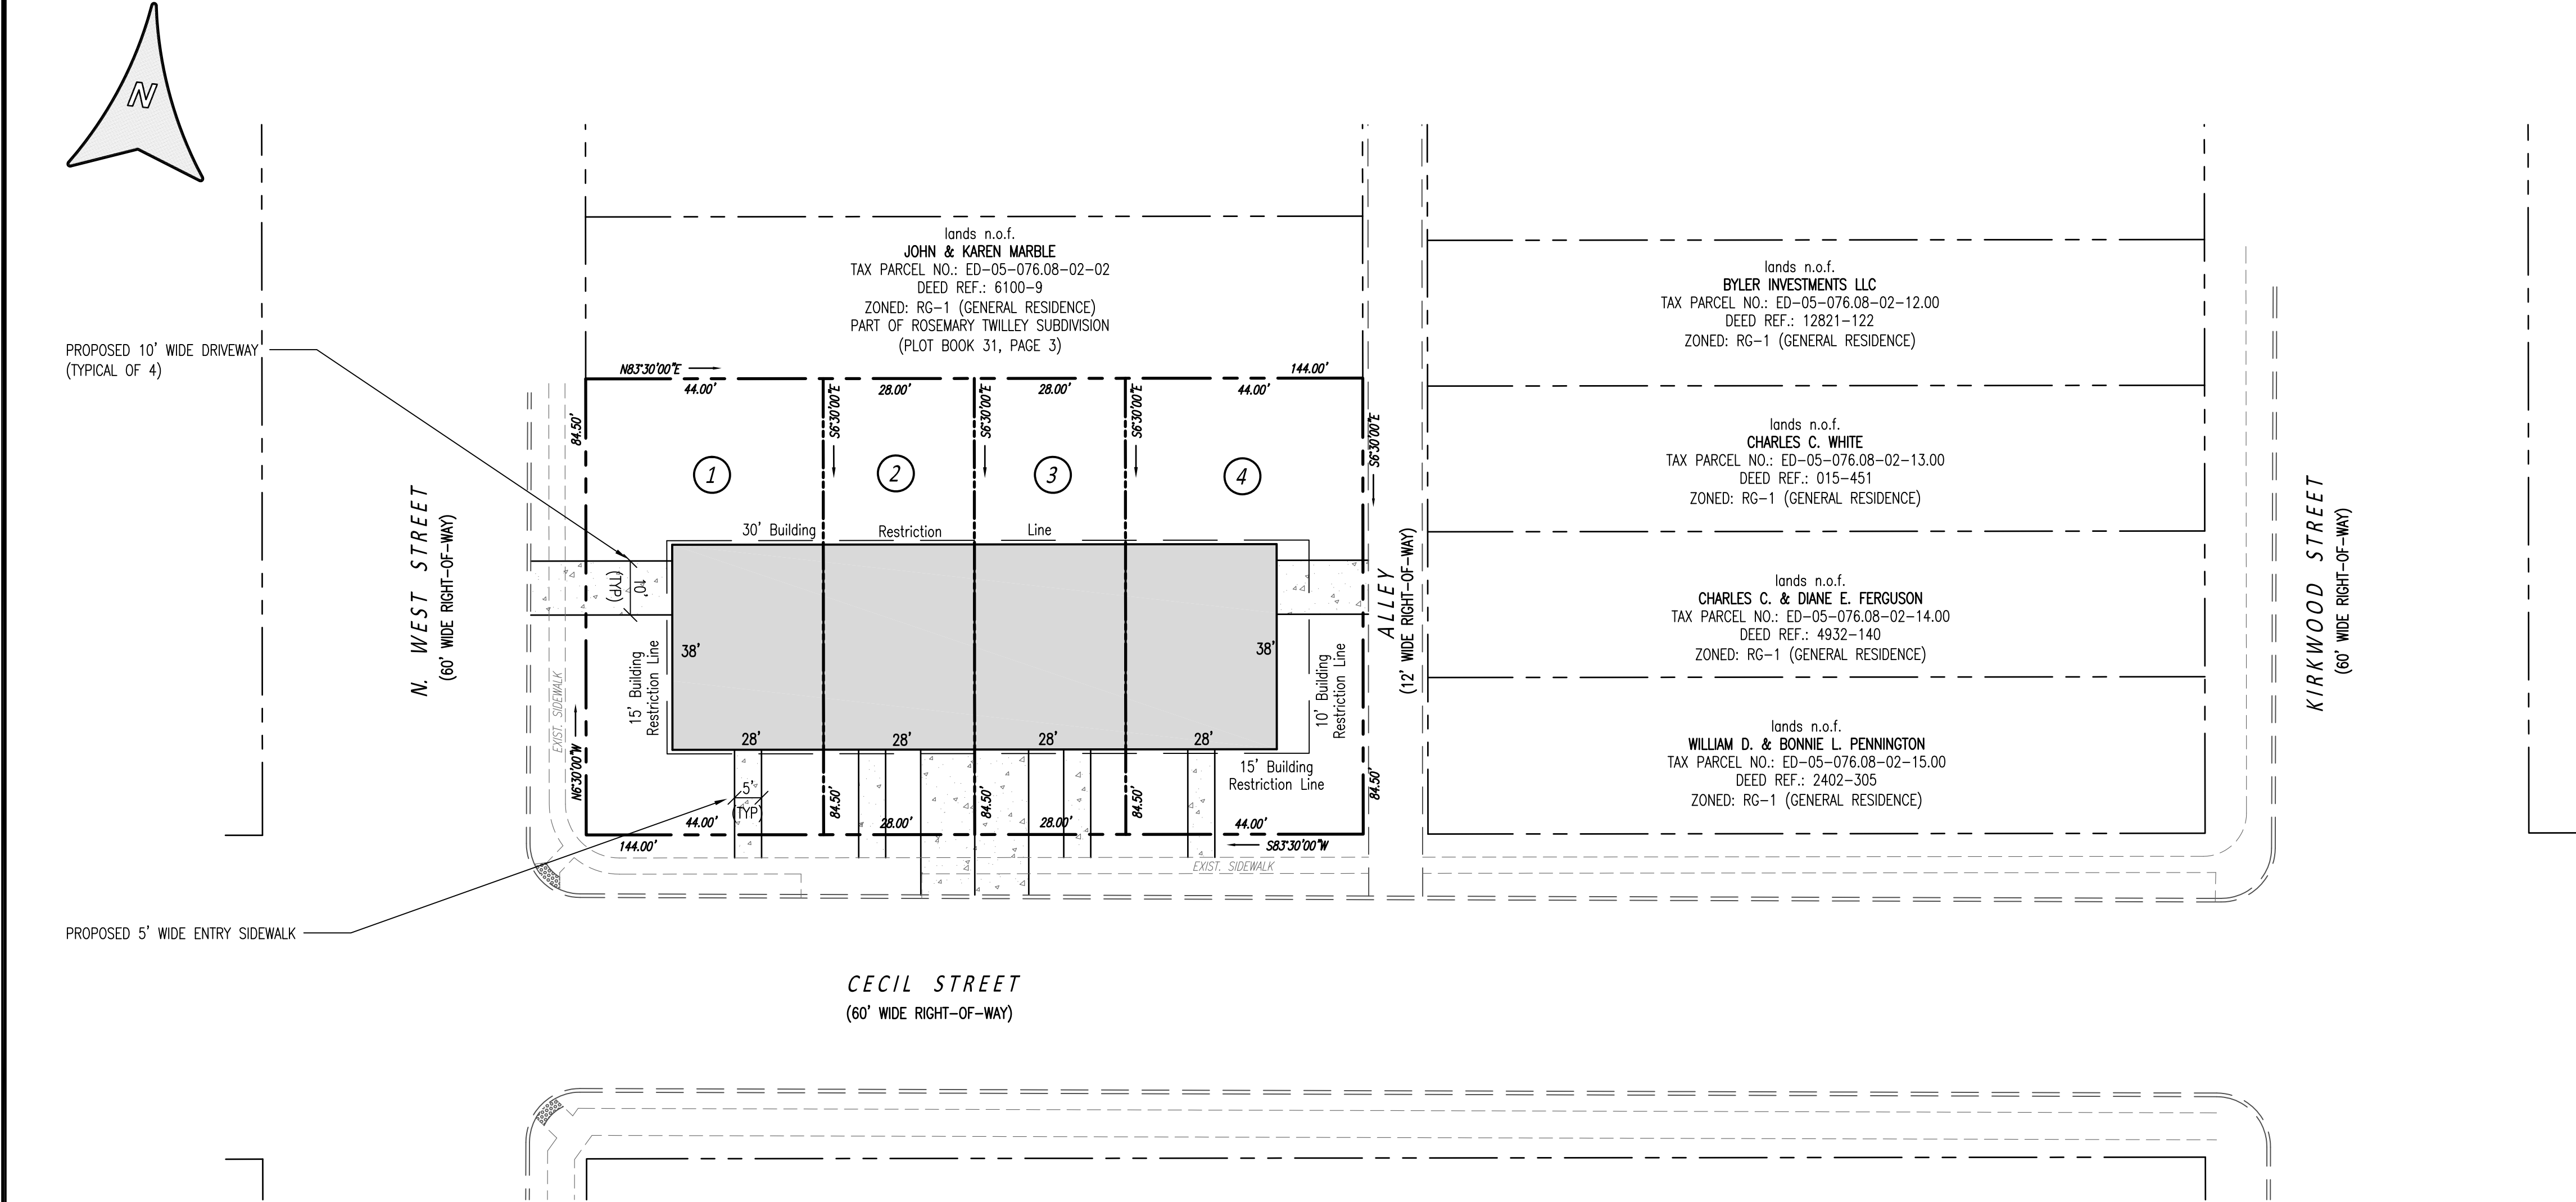 N
lands n.o.f.
JOHN & KAREN MARBLE
TAX PARCEL NO.: ED-05-076.08-02-02
DEED REF.: 6100-9
ZONED: RG-1 (GENERAL RESIDENCE)
PART OF ROSEMARY TWILLEY SUBDIVISION
(PLOT BOOK 31, PAGE 3)
lands n.o.f.
BYLER INVESTMENTS LLC
TAX PARCEL NO.: ED-05-076.08-02-12.00
DEED REF.: 12821-122
ZONED: RG-1 (GENERAL RESIDENCE)
lands n.o.f.
CHARLES C. WHITE
TAX PARCEL NO.: ED-05-076.08-02-13.00
DEED REF.: 015-451
ZONED: RG-1 (GENERAL RESIDENCE)
lands n.o.f.
CHARLES C. & DIANE E. FERGUSON
TAX PARCEL NO.: ED-05-076.08-02-14.00
DEED REF.: 4932-140
ZONED: RG-1 (GENERAL RESIDENCE)
lands n.o.f.
WILLIAM D. & BONNIE L. PENNINGTON
TAX PARCEL NO.: ED-05-076.08-02-15.00
DEED REF.: 2402-305
ZONED: RG-1 (GENERAL RESIDENCE)
PROPOSED 10' WIDE DRIVEWAY
(TYPICAL OF 4)
N83°30'00"E
144.00'
44.00'
28.00'
28.00'
44.00'
84.50'
S6°30'00"E
S6°30'00"E
S6°30'00"E
S6°30'00"E
1
2
3
4
30' Building
Restriction
Line
N. WEST STREET
(60' WIDE RIGHT-OF-WAY)
10'
(TYP)
38'
38'
15' Building
Restriction Line
10' Building
Restriction Line
ALLEY
(12' WIDE RIGHT-OF-WAY)
KIRKWOOD STREET
(60' WIDE RIGHT-OF-WAY)
EXIST. SIDEWALK
N6°30'00"W
28'
28'
28'
28'
15' Building
Restriction Line
5'
(TYP)
84.50'
84.50'
84.50'
84.50'
44.00'
28.00'
28.00'
44.00'
144.00'
S83°30'00"W
EXIST. SIDEWALK
PROPOSED 5' WIDE ENTRY SIDEWALK
CECIL STREET
(60' WIDE RIGHT-OF-WAY)